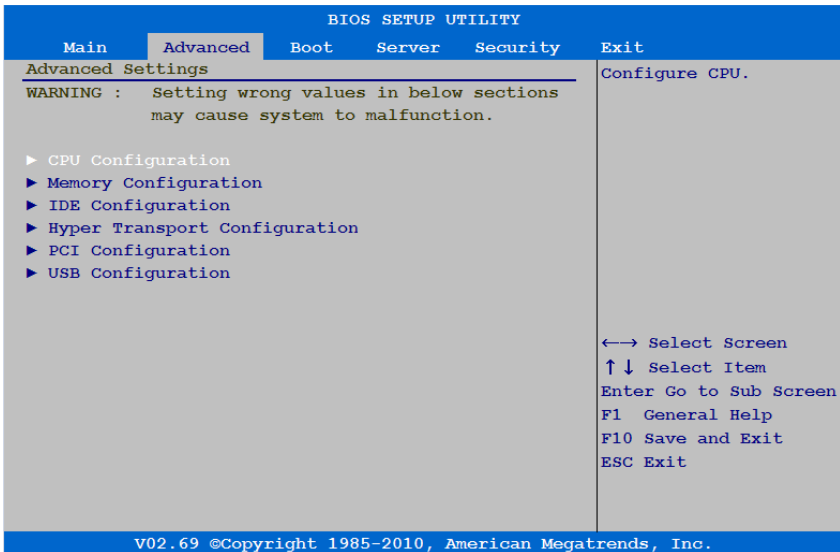 BIOS SETUP UTILITY
Main Advanced Boot Server Security Exit
Advanced Settings
WARNING : Setting wrong values in below sections
may cause system to malfunction.
► CPU Configuration
► Memory Configuration
► IDE Configuration
► Hyper Transport Configuration
► PCI Configuration
► USB Configuration
Configure CPU.
←→ Select Screen
↑↓ Select Item
Enter Go to Sub Screen
F1 General Help
F10 Save and Exit
ESC Exit
V02.69 ©Copyright 1985-2010, American Megatrends, Inc.